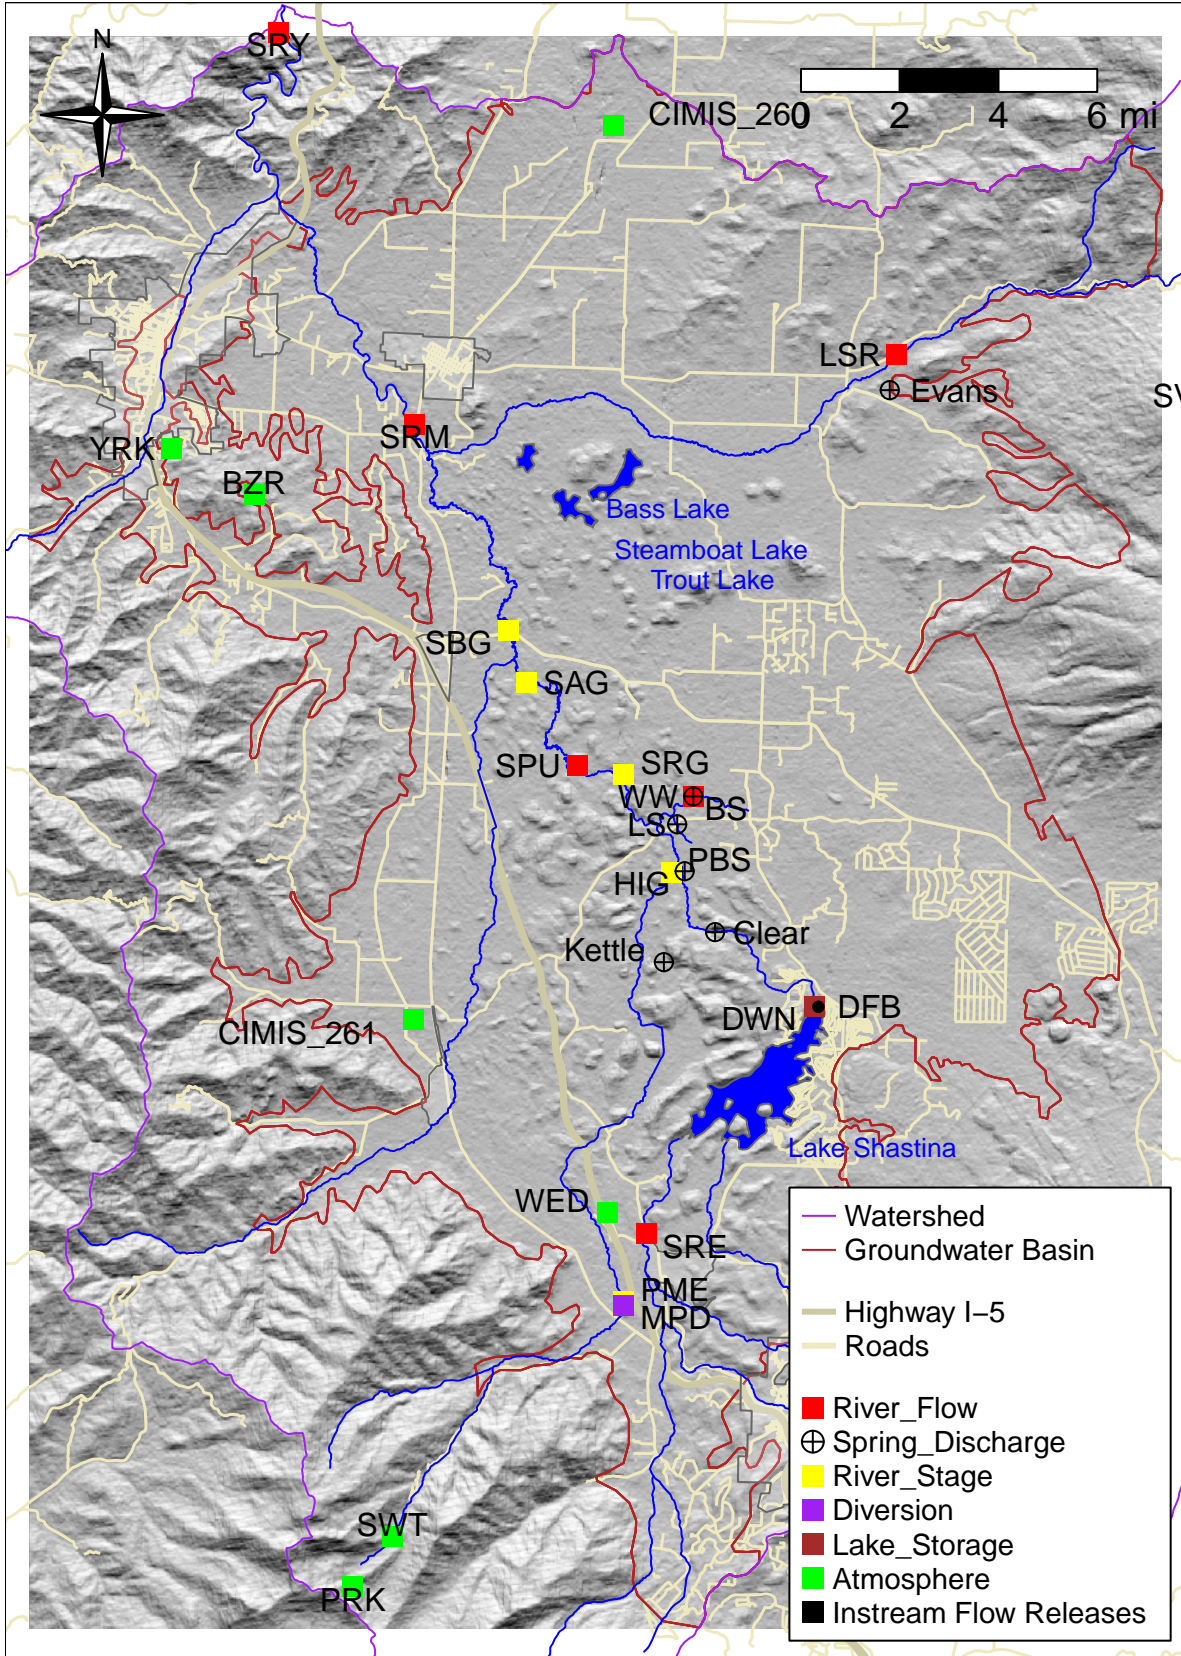 SRY
N
CIMIS_260
0 2 4 6 mi
LSR
Evans
SV
SRM
YRK
BZR
Bass Lake
Steamboat Lake
Trout Lake
SBG
SAG
SPU
SRG
WW
BS
LS
PBS
HIG
Clear
Kettle
DWN
DFB
CIMIS_261
Lake Shastina
WED
SRE
PME
MPD
SWT
PRK
Watershed
Groundwater Basin
Highway I−5
Roads
River_Flow
Spring_Discharge
River_Stage
Diversion
Lake_Storage
Atmosphere
Instream Flow Releases